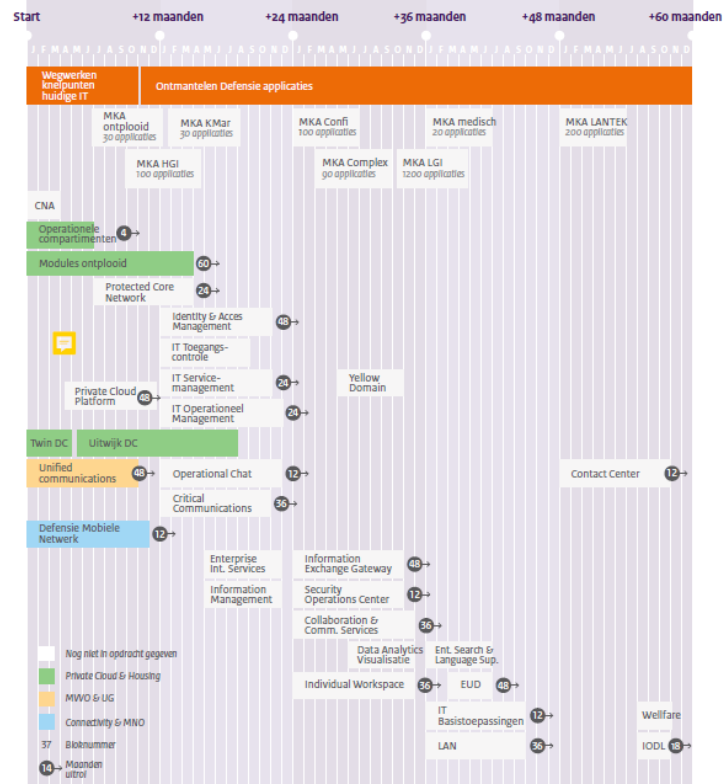 Start +12 maanden +24 maanden +36 maanden +48 maanden +60 maanden
J F M A M J J A S O N D J F M A M J J A S O N D J F M A M J J A S O N D J F M A M J J A S O N D J F M A M J J A S O N D
Wegwerken
knelpunten
huidige IT
Ontmantelen Defensie applicaties
MKA
ontplooid
30 applicaties
MKA KMar
30 applicaties
MKA Confi
100 applicaties
MKA medisch
20 applicaties
MKA LANTEK
200 applicaties
MKA HGI
100 applicaties
MKA Complex
90 applicaties
MKA LGI
1200 applicaties
CNA
Operationele
compartimenten
4
Modules ontplooid
60
Protected Core
Network
24
Identity & Acces
Management
48
IT Toegangs-
controle
Private Cloud
Platform
48
IT Service-
management
24
Yellow
Domain
IT Operationeel
Management
24
Twin DC
Uitwijk DC
Unified
communications
48
Operational Chat
12
Contact Center
12
Critical
Communications
36
Defensie Mobiele
Netwerk
12
Enterprise
Int. Services
Information
Exchange Gateway
48
Information
Management
Security
Operations Center
12
Collaboration &
Comm. Services
36
Data Analytics
Visualisatie
Ent. Search &
Language Sup.
Individual Workspace
36
EUD
48
IT
Basistoepassingen
12
Wellfare
LAN
36
IODL
18
Nog niet in opdracht gegeven
Private Cloud & Housing
MWO & UG
Connectivity & MNO
37 Bloknummer
14 Maanden
uitrol